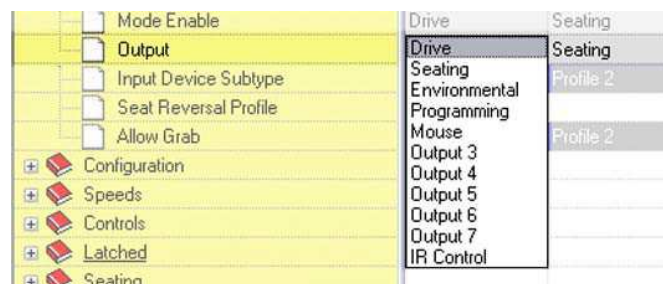 Mode Enable Drive Seating
Output Drive Seating
Seating
Input Device Subtype Environmental Profile 2
Seat Reversal Profile Programming
Mouse
Allow Grab Output 3 Profile 2
Configuration Output 4
Output 5
Speeds Output 6
Controls Output 7
Latched IR Control
Seating